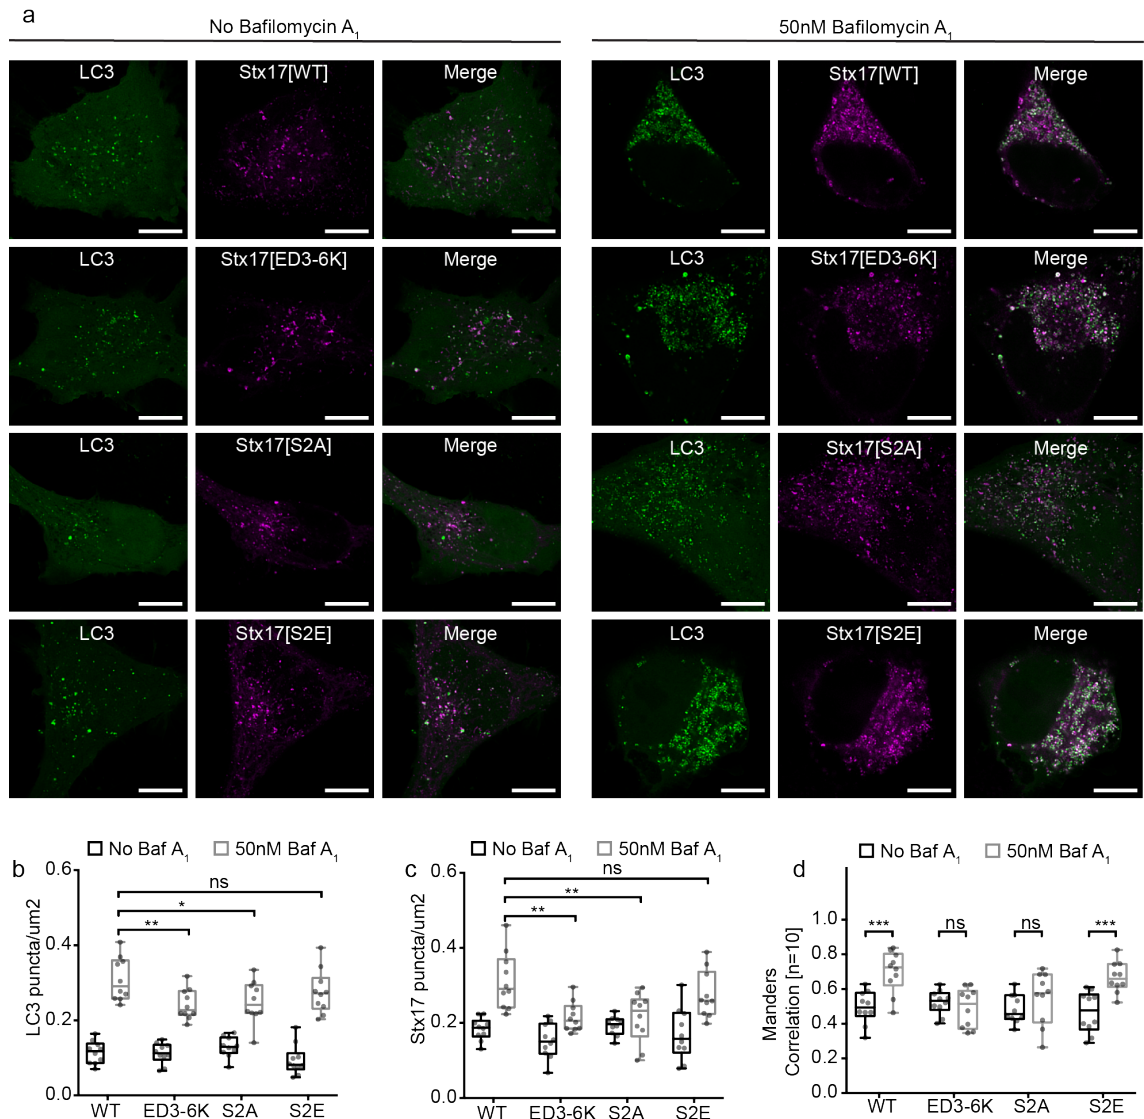 a
No Bafilomycin A1
50nM Bafilomycin A1
LC3 Stx17[WT] Merge LC3 Stx17[WT] Merge
LC3 Stx17[ED3-6K] Merge LC3 Stx17[ED3-6K] Merge
LC3 Stx17[S2A] Merge LC3 Stx17[S2A] Merge
LC3 Stx17[S2E] Merge LC3 Stx17[S2E] Merge
b
No Baf A1 50nM Baf A1
LC3 puncta/um2
0.6
0.4
0.2
0.0
ns
*
**
WT ED3-6K S2A S2E
c
No Baf A1 50nM Baf A1
Stx17 puncta/um2
0.6
0.4
0.2
0.0
ns
**
**
WT ED3-6K S2A S2E
d
No Baf A1 50nM Baf A1
Manders
Correlation [n=10]
1.0
0.8
0.6
0.4
0.2
0.0
*** ns ns ***
WT ED3-6K S2A S2E